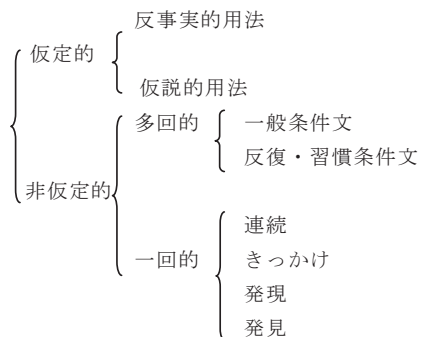 反事実的用法
仮定的
仮説的用法
多回的
一般条件文
反復・習慣条件文
非仮定的
連続
一回的
きっかけ
発現
発見